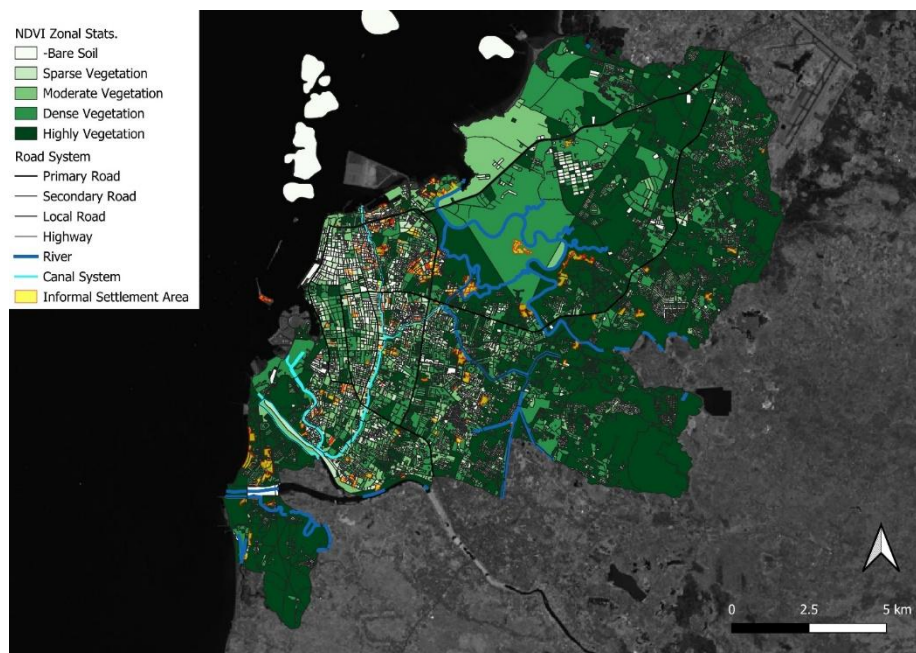 NDVI Zonal Stats.
-Bare Soil
Sparse Vegetation
Moderate Vegetation
Dense Vegetation
Highly Vegetation
Road System
Primary Road
Secondary Road
Local Road
Highway
River
Canal System
Informal Settlement Area
0 2.5 5 km